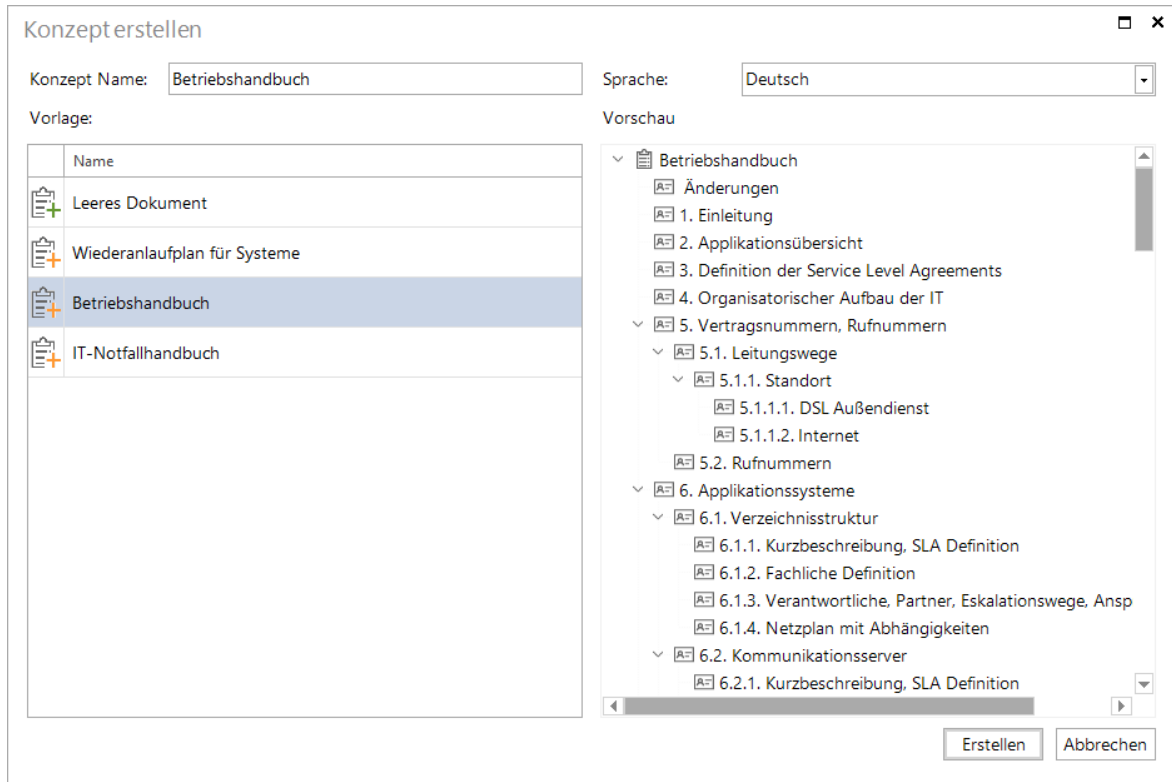 Konzept erstellen
Konzept Name: Betriebshandbuch
Sprache: Deutsch
Vorlage:
Name
Leeres Dokument
Wiederanlaufplan für Systeme
Betriebshandbuch
IT-Notfallhandbuch
Vorschau
Betriebshandbuch
Änderungen
1. Einleitung
2. Applikationsübersicht
3. Definition der Service Level Agreements
4. Organisatorischer Aufbau der IT
5. Vertragsnummern, Rufnummern
5.1. Leitungswege
5.1.1. Standort
5.1.1.1. DSL Außendienst
5.1.1.2. Internet
5.2. Rufnummern
6. Applikationssysteme
6.1. Verzeichnisstruktur
6.1.1. Kurzbeschreibung, SLA Definition
6.1.2. Fachliche Definition
6.1.3. Verantwortliche, Partner, Eskalationswege, Ansp
6.1.4. Netzplan mit Abhängigkeiten
6.2. Kommunikationsserver
6.2.1. Kurzbeschreibung, SLA Definition
Erstellen
Abbrechen